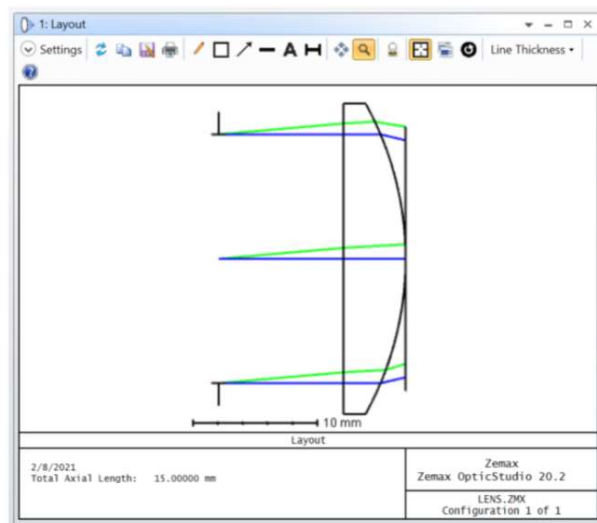 1: Layout
Settings A H Line Thickness
10 mm
Layout
2/8/2021
Total Axial Length: 15.00000 mm
Zemax
Zemax OpticStudio 20.2
LENS.ZMX
Configuration 1 of 1